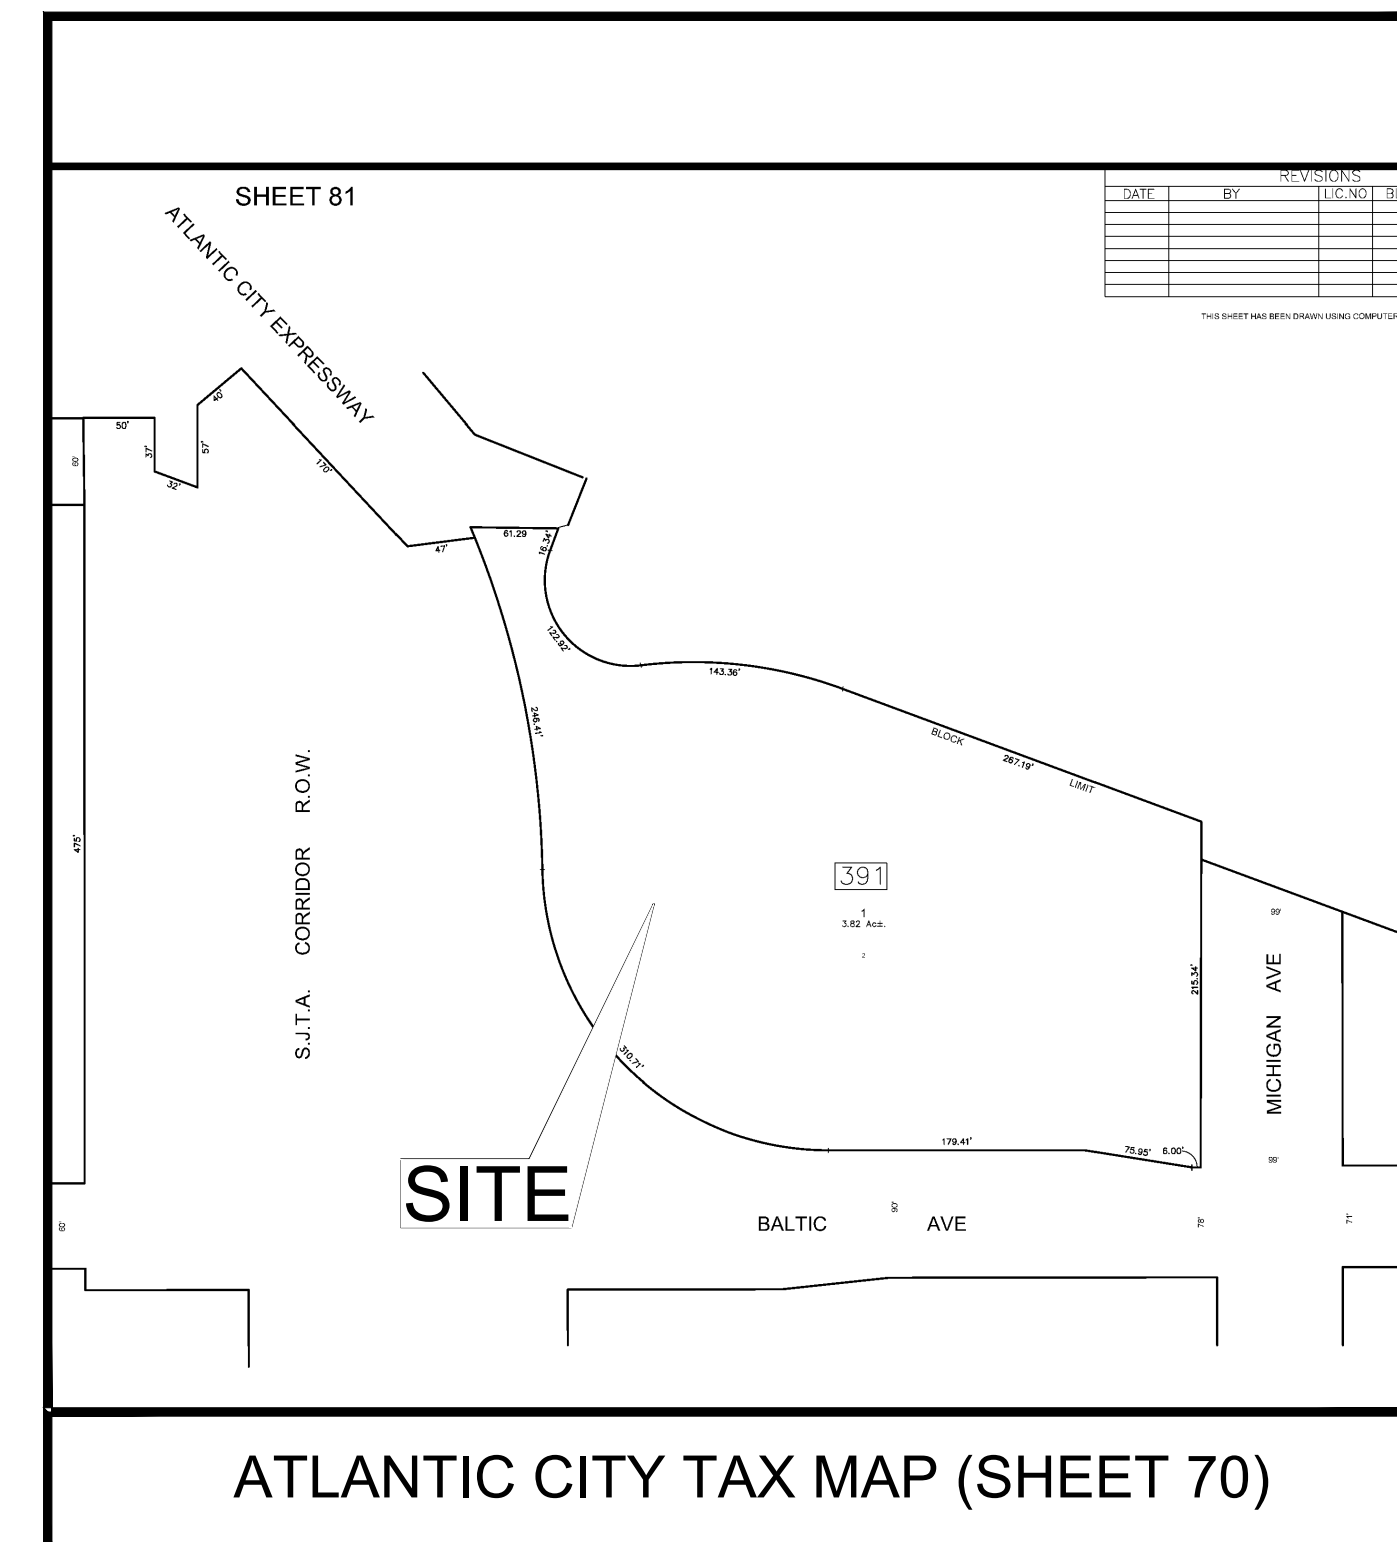 REVISIONS
DATE BY LIC.NO
THIS SHEET HAS BEEN DRAWN USING COMPUTER
SHEET 81
ATLANTIC CITY EXPRESSWAY
40'
50'
37'
57'
60'
32'
170'
47'
61.29
16.34'
122.92'
143.36'
246.41'
BLOCK
267.19'
LIMIT
475'
S.J.T.A. CORRIDOR R.O.W.
391
1
3.82 Ac±.
2
99'
215.34'
MICHIGAN AVE
99'
310.71'
179.41'
75.95'
6.00'
SITE
60'
BALTIC AVE
90'
78'
71'
ATLANTIC CITY TAX MAP (SHEET 70)